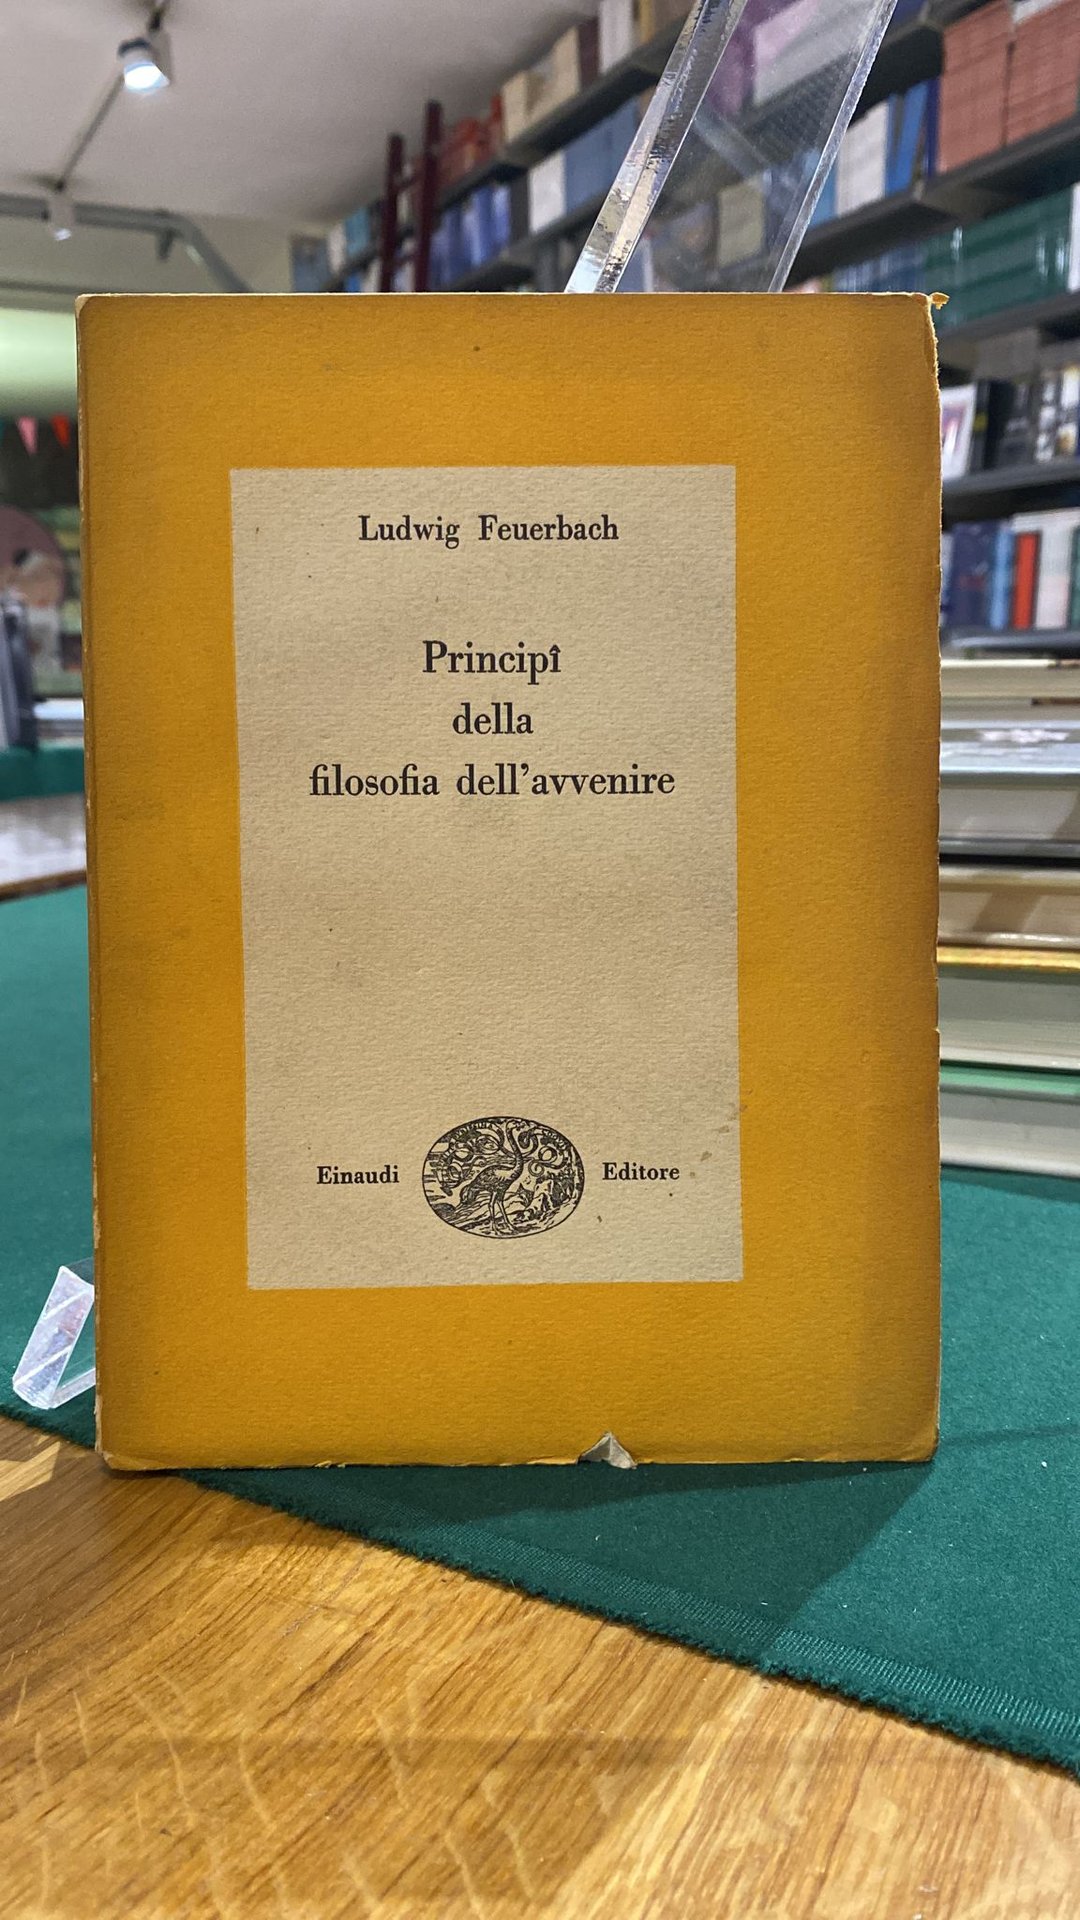 Ludwig Feuerbach
Principî
della
filosofia dell’avvenire
Einaudi Editore